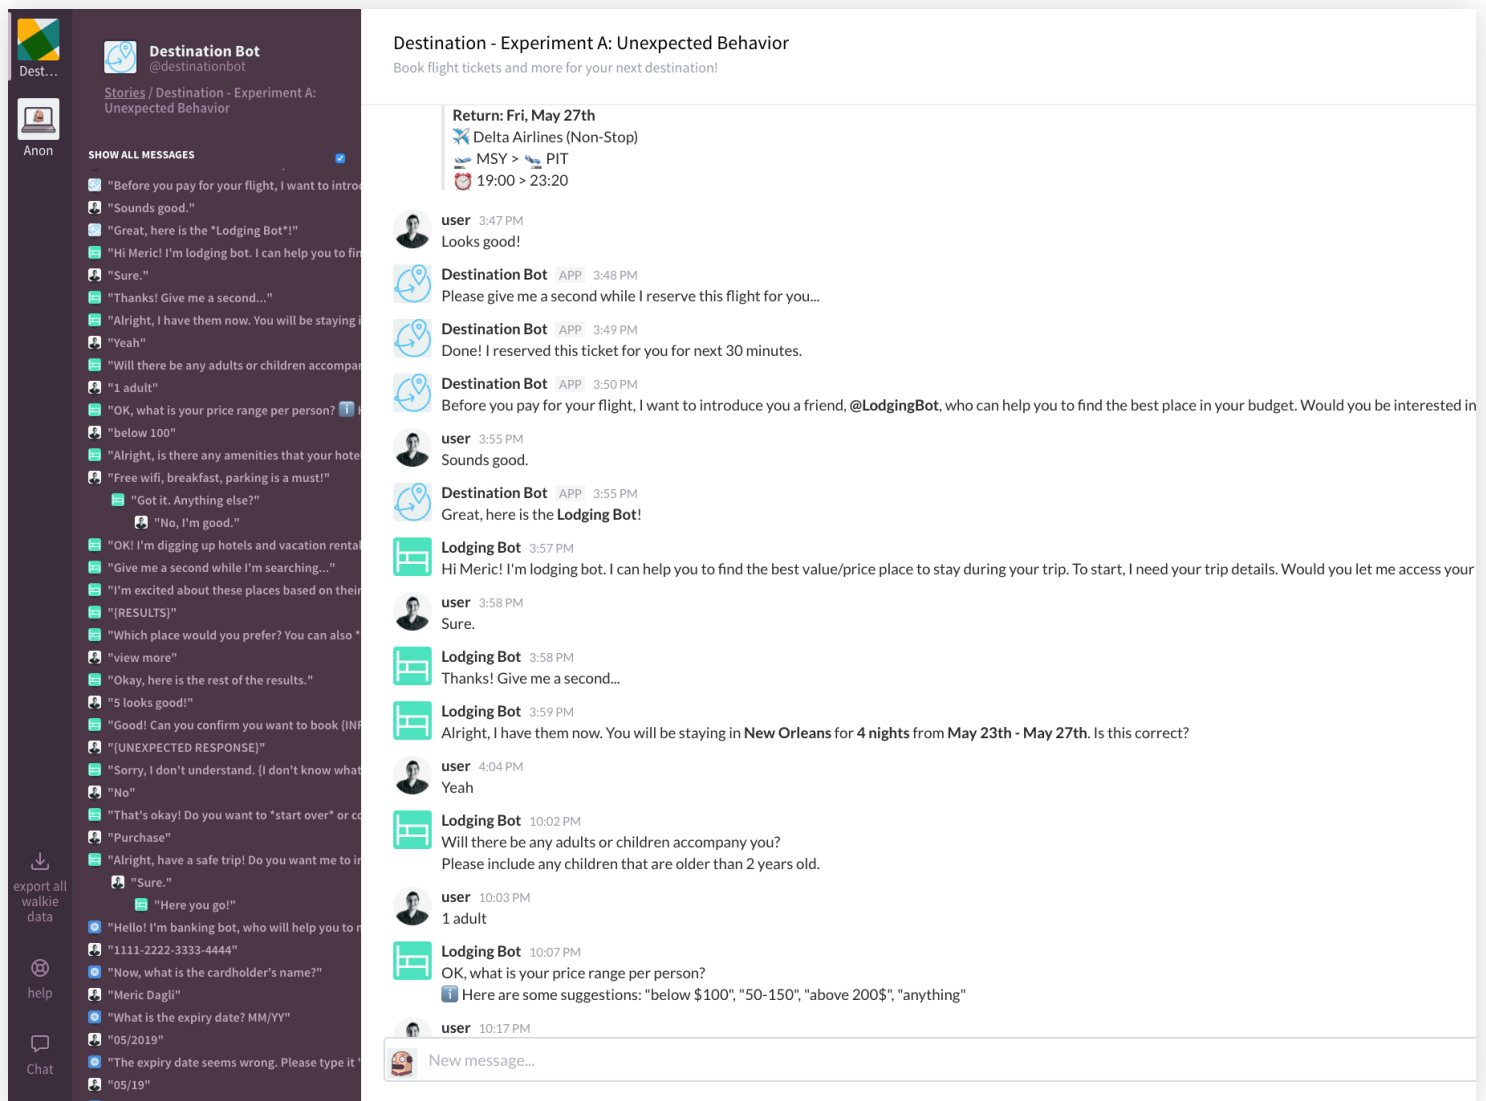 Dest...
Anon
export all
walkie
data
help
Chat
Destination Bot
@destinationbot
Stories / Destination - Experiment A:
Unexpected Behavior
SHOW ALL MESSAGES
"Before you pay for your flight, I want to introd
"Sounds good."
"Great, here is the *Lodging Bot*!"
"Hi Meric! I'm lodging bot. I can help you to fin
"Sure."
"Thanks! Give me a second..."
"Alright, I have them now. You will be staying i
"Yeah"
"Will there be any adults or children accompan
"1 adult"
"OK, what is your price range per person? ℹ️
"below 100"
"Alright, is there any amenities that your hote
"Free wifi, breakfast, parking is a must!"
"Got it. Anything else?"
"No, I'm good."
"OK! I'm digging up hotels and vacation rental
"Give me a second while I'm searching..."
"I'm excited about these places based on their
"{RESULTS}"
"Which place would you prefer? You can also *
"view more"
"Okay, here is the rest of the results."
"5 looks good!"
"Good! Can you confirm you want to book {INF
"{UNEXPECTED RESPONSE}"
"Sorry, I don't understand. {I don't know what
"No"
"That's okay! Do you want to *start over* or co
"Purchase"
"Alright, have a safe trip! Do you want me to in
"Sure."
"Here you go!"
"Hello! I'm banking bot, who will help you to m
"1111-2222-3333-4444"
"Now, what is the cardholder's name?"
"Meric Dagli"
"What is the expiry date? MM/YY"
"05/2019"
"The expiry date seems wrong. Please type it '
"05/19"
Destination - Experiment A: Unexpected Behavior
Book flight tickets and more for your next destination!
Return: Fri, May 27th
✈️ Delta Airlines (Non-Stop)
🛫 MSY > 🛬 PIT
⏰ 19:00 > 23:20
user 3:47 PM
Looks good!
Destination Bot APP 3:48 PM
Please give me a second while I reserve this flight for you...
Destination Bot APP 3:49 PM
Done! I reserved this ticket for you for next 30 minutes.
Destination Bot APP 3:50 PM
Before you pay for your flight, I want to introduce you a friend, @LodgingBot, who can help you to find the best place in your budget. Would you be interested in
user 3:55 PM
Sounds good.
Destination Bot APP 3:55 PM
Great, here is the Lodging Bot!
Lodging Bot 3:57 PM
Hi Meric! I'm lodging bot. I can help you to find the best value/price place to stay during your trip. To start, I need your trip details. Would you let me access your
user 3:58 PM
Sure.
Lodging Bot 3:58 PM
Thanks! Give me a second...
Lodging Bot 3:59 PM
Alright, I have them now. You will be staying in New Orleans for 4 nights from May 23th - May 27th. Is this correct?
user 4:04 PM
Yeah
Lodging Bot 10:02 PM
Will there be any adults or children accompany you?
Please include any children that are older than 2 years old.
user 10:03 PM
1 adult
Lodging Bot 10:07 PM
OK, what is your price range per person?
ℹ️ Here are some suggestions: "below $100", "50-150", "above 200$", "anything"
user 10:17 PM
New message...